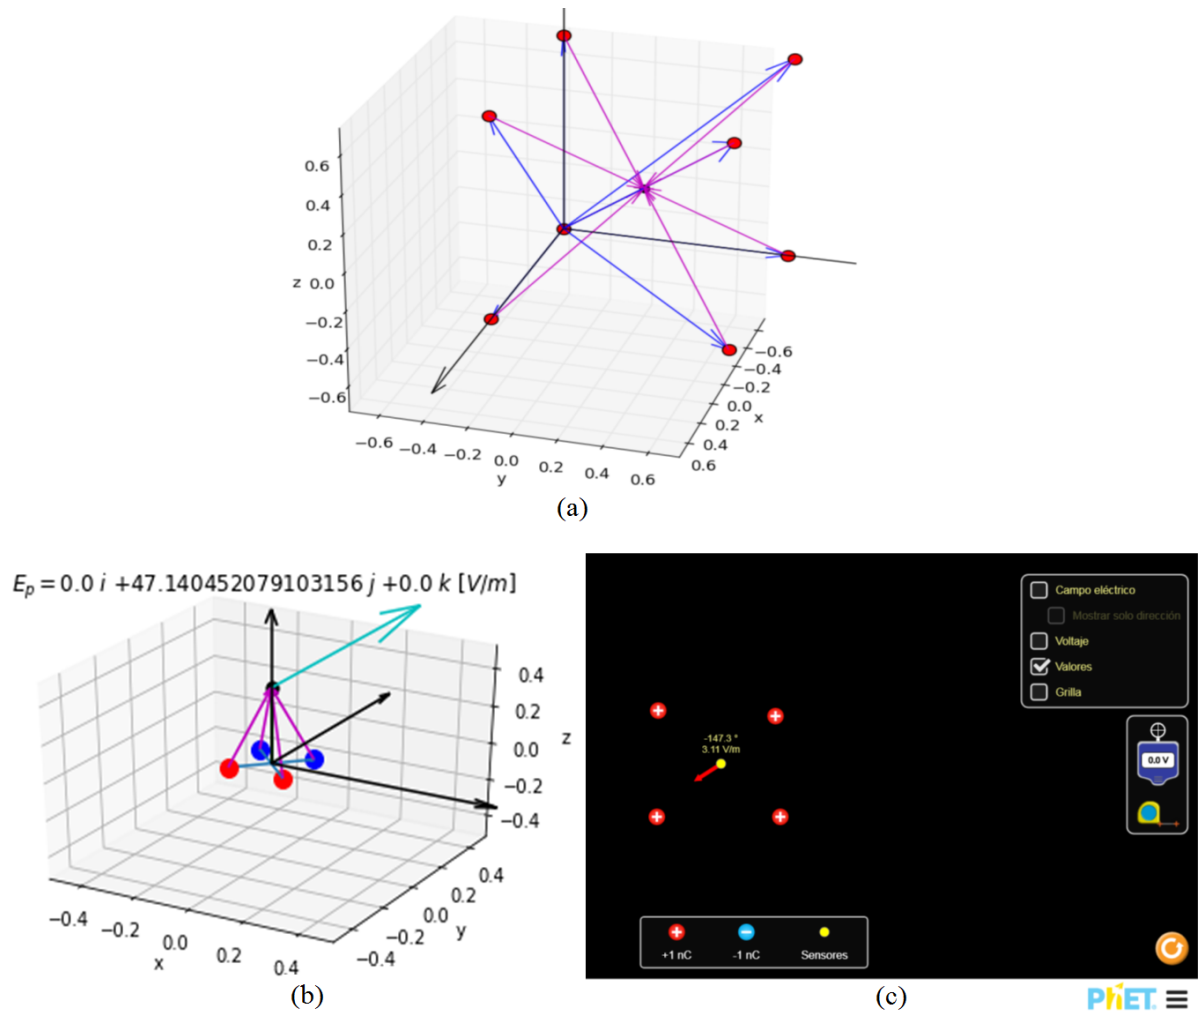 0.6
0.4
0.2
z 0.0
−0.2
−0.4
−0.6
−0.6 −0.4 −0.2 0.0 0.2 0.4 0.6
y
−0.6
−0.4
−0.2
0.0
0.2
0.4
0.6
x
(a)
E_p = 0.0 i +47.140452079103156 j +0.0 k [V/m]
0.4
0.2
0.0
−0.2
−0.4
z
−0.4 −0.2 0.0 0.2 0.4
x
0.4
0.2
0.0
−0.2
−0.4
y
(b)
Campo eléctrico
Mostrar solo dirección
Voltaje
Valores
Grilla
0.0 V
-147.3 °
3.11 V/m
+1 nC -1 nC Sensores
PhET
(c)